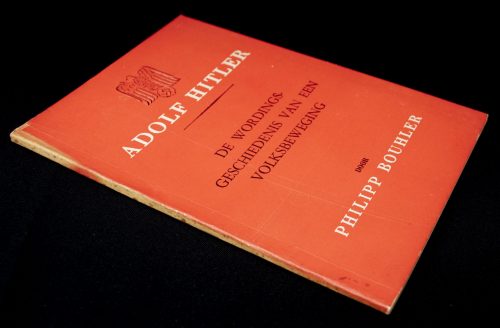 ADOLF HITLER
DE WORDINGS-
GESCHIEDENIS VAN EEN
VOLKSBEWEGING
DOOR
PHILIPP BOUHLER